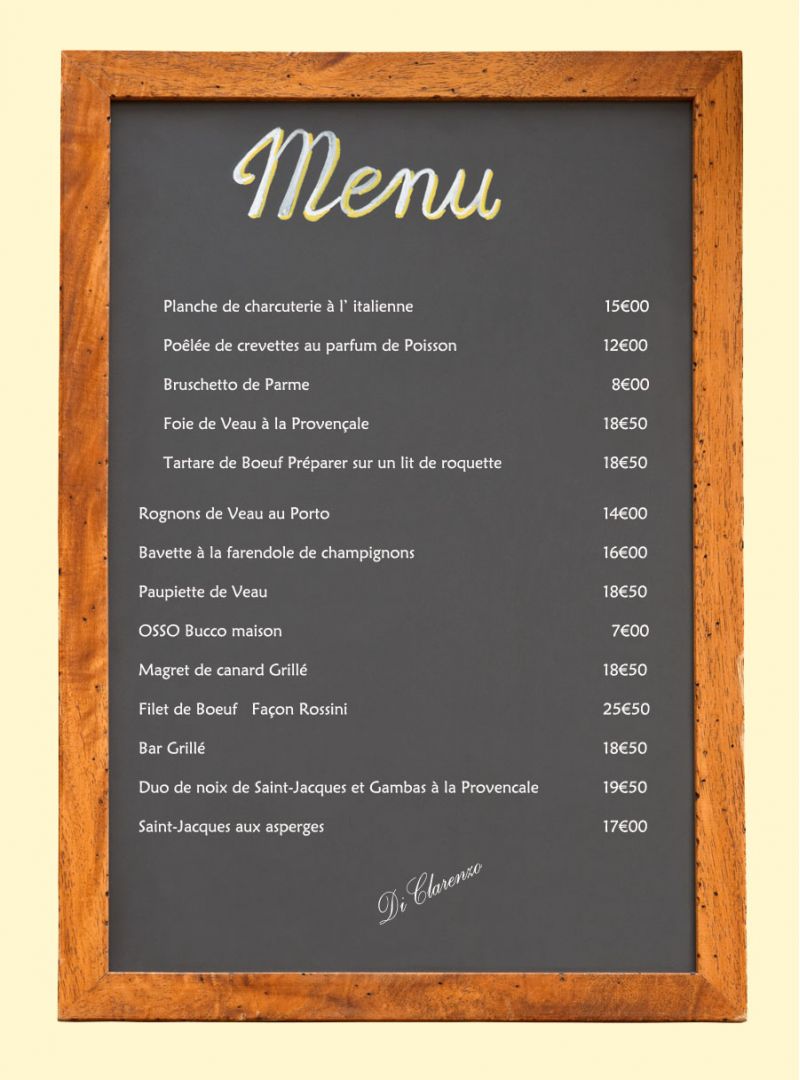 Menu
Planche de charcuterie à l' italienne 15€00
Poêlée de crevettes au parfum de Poisson 12€00
Bruschetto de Parme 8€00
Foie de Veau à la Provençale 18€50
Tartare de Boeuf Préparer sur un lit de roquette 18€50
Rognons de Veau au Porto 14€00
Bavette à la farendole de champignons 16€00
Paupiette de Veau 18€50
OSSO Bucco maison 7€00
Magret de canard Grillé 18€50
Filet de Boeuf Façon Rossini 25€50
Bar Grillé 18€50
Duo de noix de Saint-Jacques et Gambas à la Provencale 19€50
Saint-Jacques aux asperges 17€00
Di Clarenzo